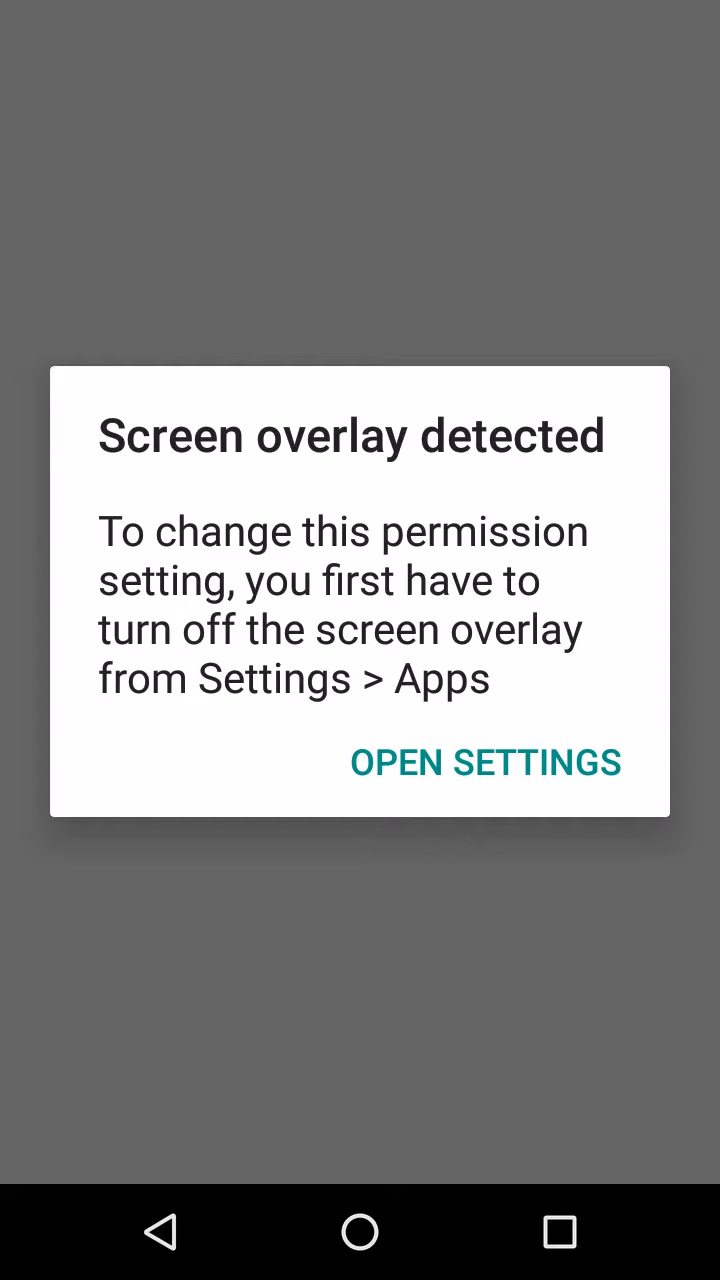 Screen overlay detected
To change this permission
setting, you first have to
turn off the screen overlay
from Settings > Apps
OPEN SETTINGS